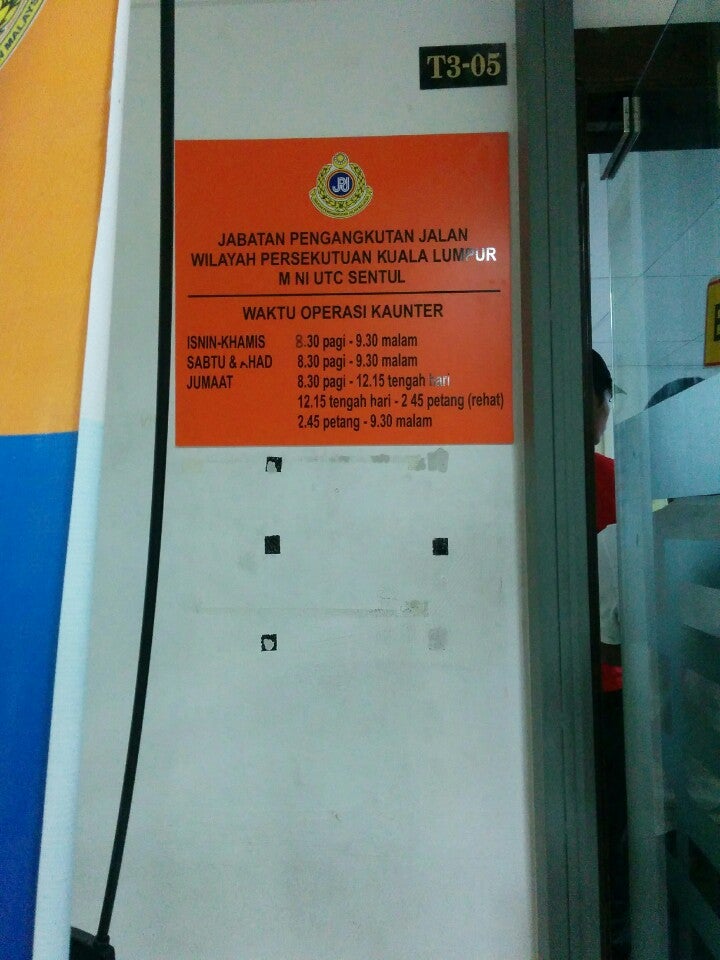 N MALAYS
T3-05
JPJ
JABATAN PENGANGKUTAN JALAN
WILAYAH PERSEKUTUAN KUALA LUMPUR
M NI UTC SENTUL
WAKTU OPERASI KAUNTER
ISNIN-KHAMIS 8.30 pagi - 9.30 malam
SABTU & AHAD 8.30 pagi - 9.30 malam
JUMAAT 8.30 pagi - 12.15 tengah hari
12.15 tengah hari - 2 45 petang (rehat)
2.45 petang - 9.30 malam